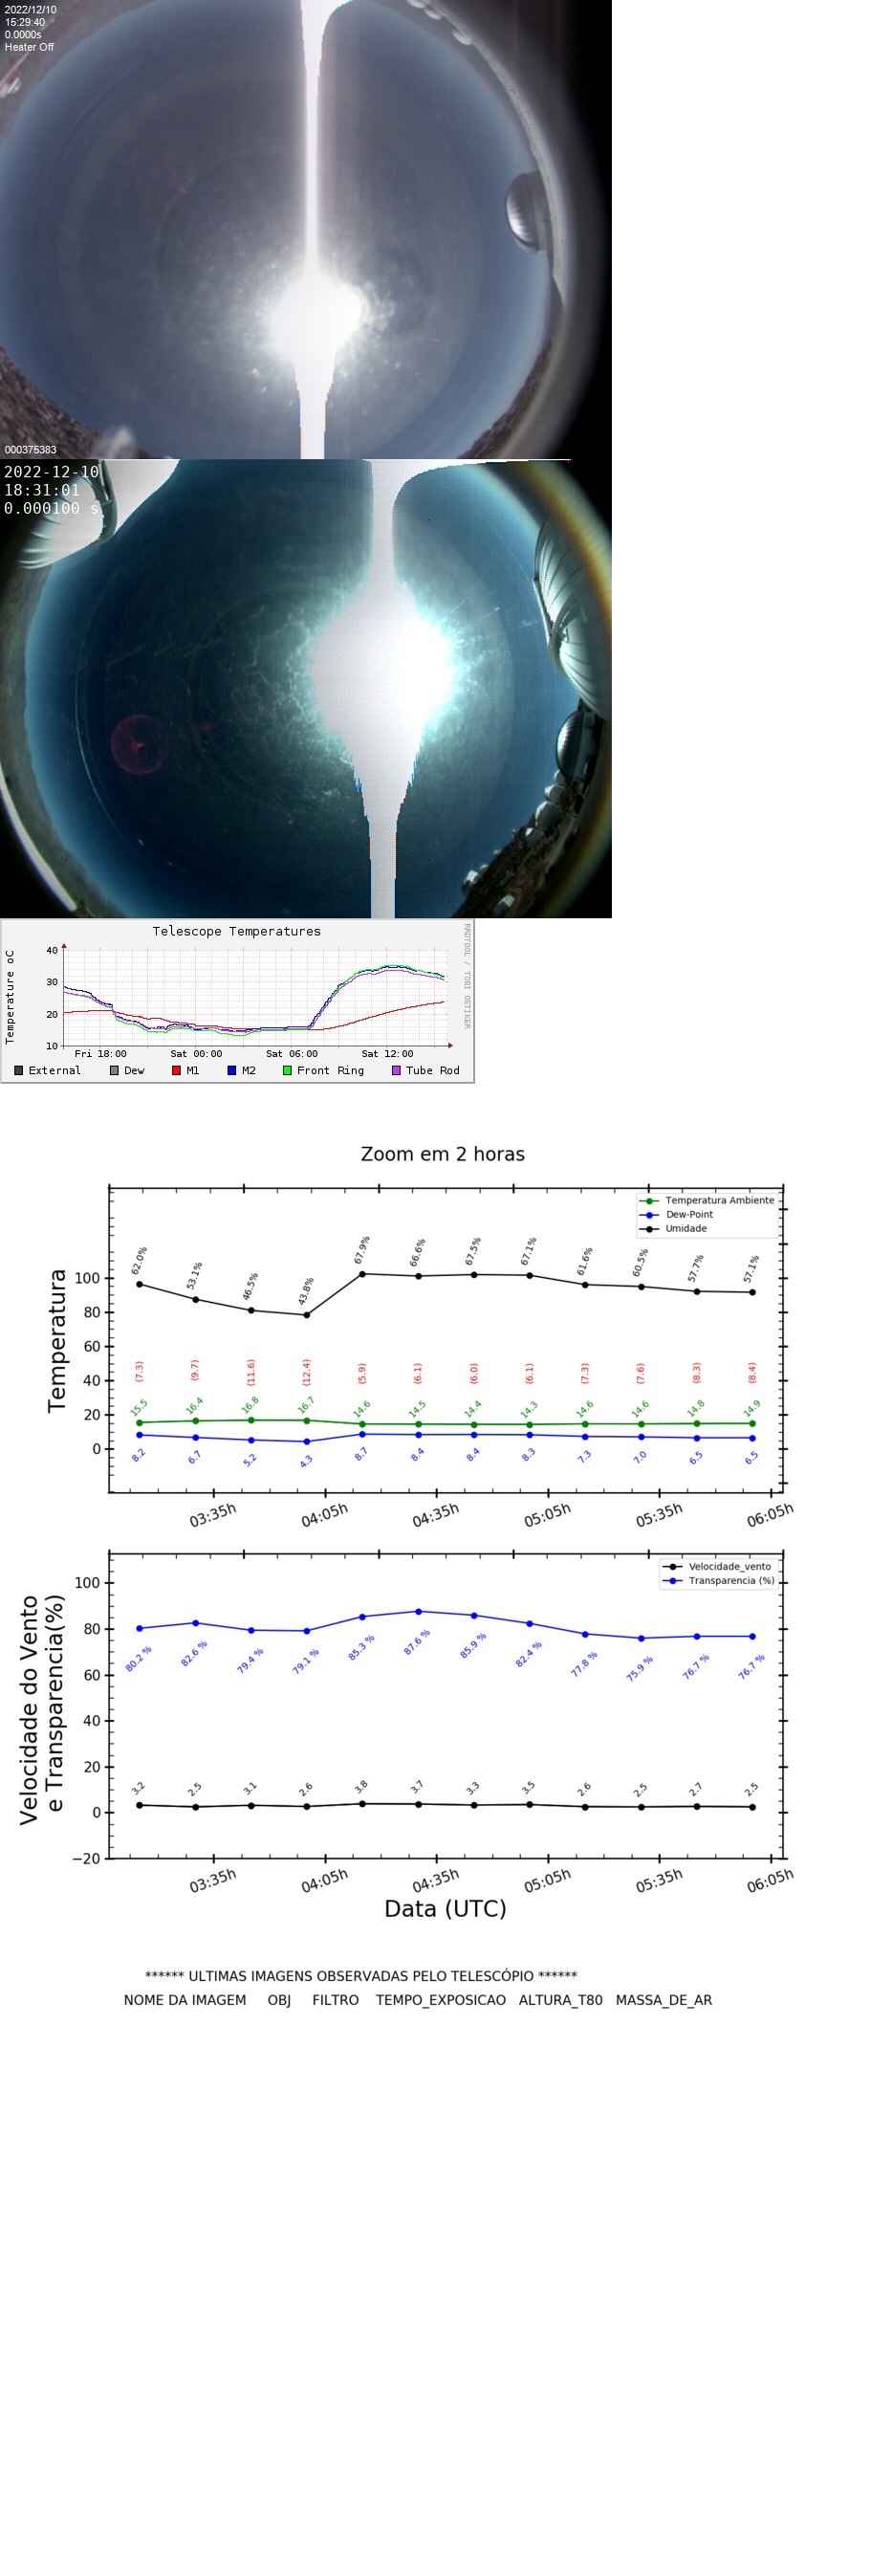 2022/12/10
15:29:40
0.0000s
Heater Off
000375383
2022-12-10
18:31:01
0.000100 s
Telescope Temperatures
RRDTOOL / TOBI OETIKER
Temperature oC
40
30
20
10
Fri 18:00 Sat 00:00 Sat 06:00 Sat 12:00
External Dew M1 M2 Front Ring Tube Rod
Zoom em 2 horas
Temperatura Ambiente
Dew-Point
Umidade
Temperatura
100
80
60
40
20
0
62.0% 53.1% 46.5% 43.8% 67.9% 66.6% 67.5% 67.1% 61.6% 60.5% 57.7% 57.1%
(7.3) (9.7) (11.6) (12.4) (5.9) (6.1) (6.0) (6.1) (7.3) (7.6) (8.3) (8.4)
15.5 16.4 16.8 16.7 14.6 14.5 14.4 14.3 14.6 14.6 14.8 14.9
8.2 6.7 5.2 4.3 8.7 8.4 8.4 8.3 7.3 7.0 6.5 6.5
03:35h 04:05h 04:35h 05:05h 05:35h 06:05h
Velocidade_vento
Transparencia (%)
Velocidade do Vento
e Transparencia(%)
100
80
60
40
20
0
−20
80.2 % 82.6 % 79.4 % 79.1 % 85.3 % 87.6 % 85.9 % 82.4 % 77.8 % 75.9 % 76.7 % 76.7 %
3.2 2.5 3.1 2.6 3.8 3.7 3.3 3.5 2.6 2.5 2.7 2.5
03:35h 04:05h 04:35h 05:05h 05:35h 06:05h
Data (UTC)
****** ULTIMAS IMAGENS OBSERVADAS PELO TELESCÓPIO ******
NOME DA IMAGEM OBJ FILTRO TEMPO_EXPOSICAO ALTURA_T80 MASSA_DE_AR